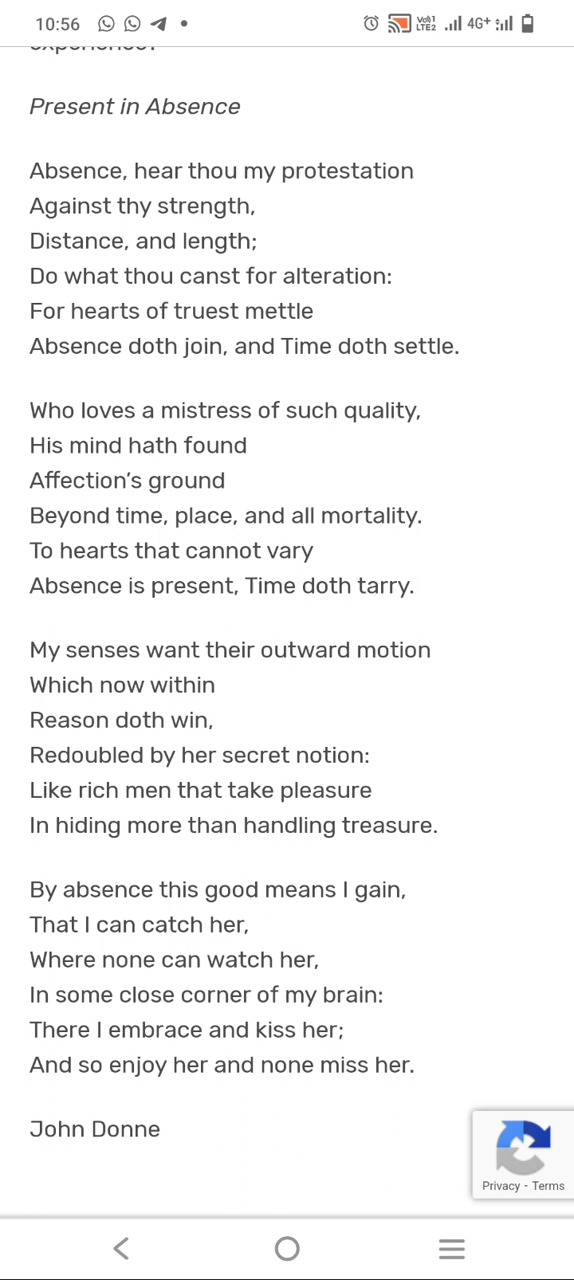 10:56
VoI1
LTE2
4G+
Present in Absence
Absence, hear thou my protestation
Against thy strength,
Distance, and length;
Do what thou canst for alteration:
For hearts of truest mettle
Absence doth join, and Time doth settle.
Who loves a mistress of such quality,
His mind hath found
Affection’s ground
Beyond time, place, and all mortality.
To hearts that cannot vary
Absence is present, Time doth tarry.
My senses want their outward motion
Which now within
Reason doth win,
Redoubled by her secret notion:
Like rich men that take pleasure
In hiding more than handling treasure.
By absence this good means I gain,
That I can catch her,
Where none can watch her,
In some close corner of my brain:
There I embrace and kiss her;
And so enjoy her and none miss her.
John Donne
Privacy - Terms